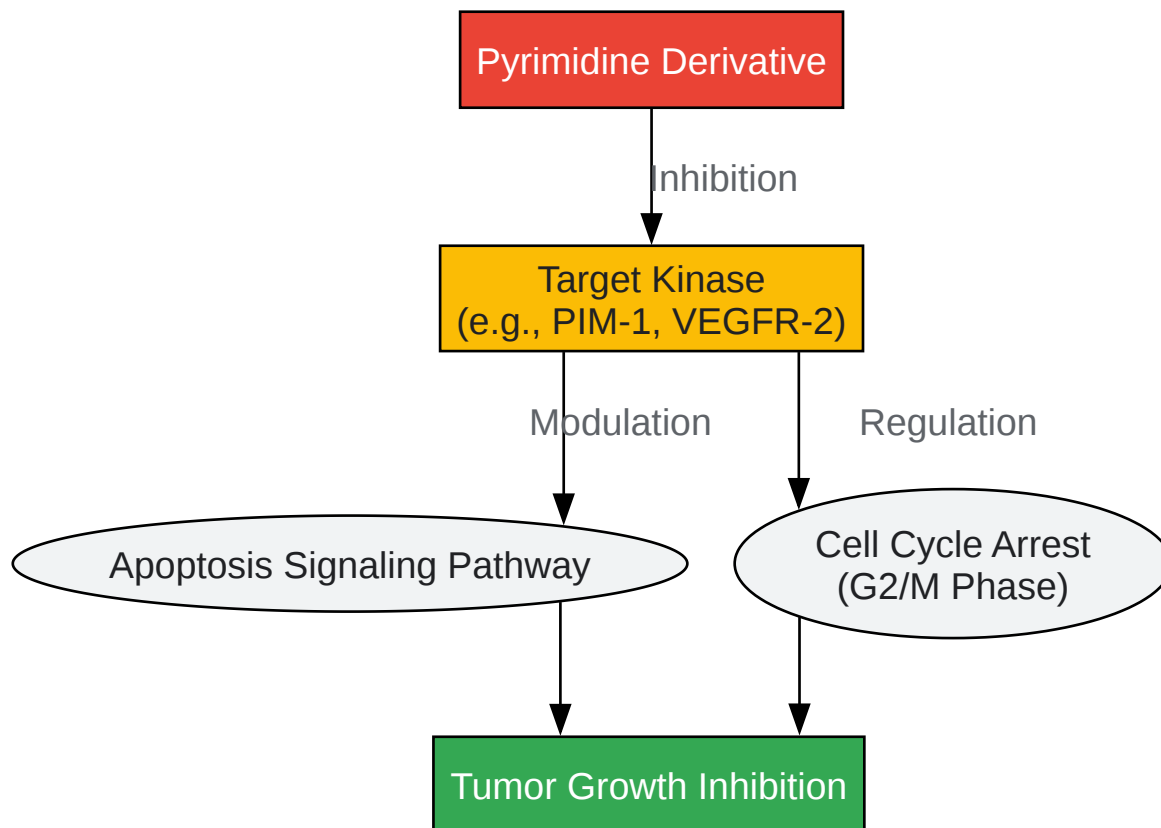 Pyrimidine Derivative
Inhibition
Target Kinase
(e.g., PIM-1, VEGFR-2)
Modulation
Regulation
Apoptosis Signaling Pathway
Cell Cycle Arrest
(G2/M Phase)
Tumor Growth Inhibition